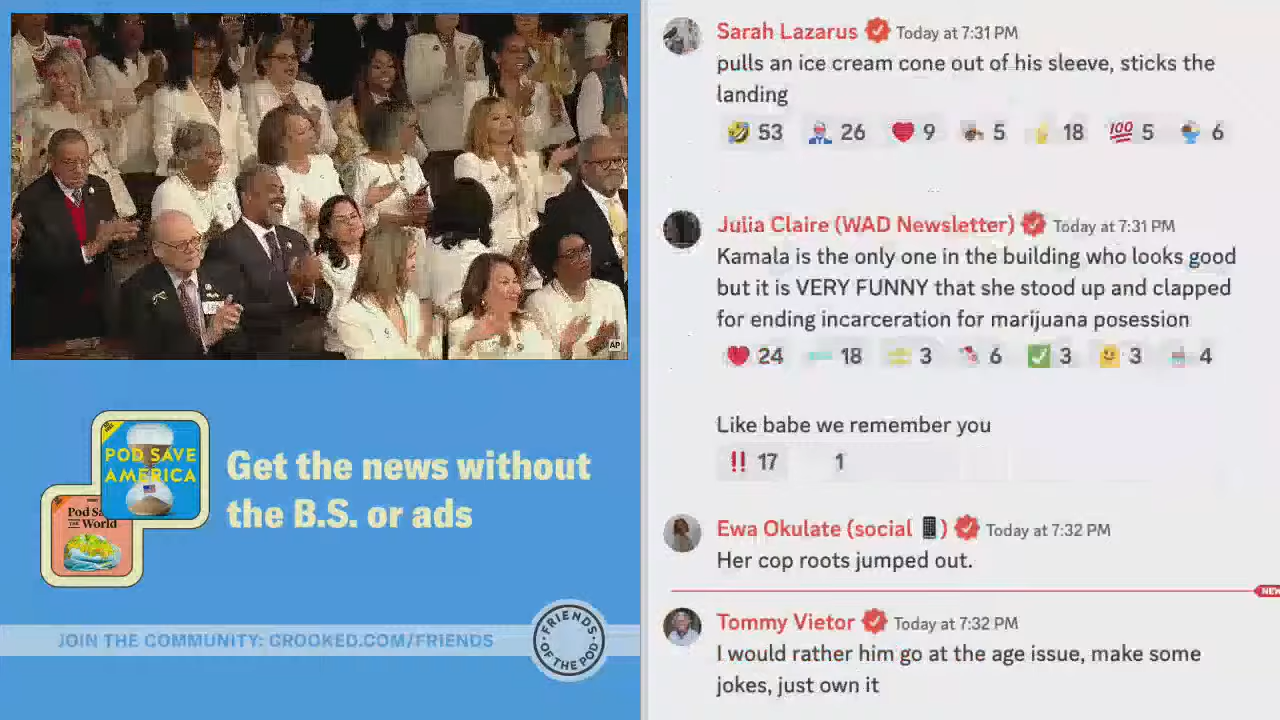 AP
POD SAVE
AMERICA
Pod Sa
THE World
Get the news without
the B.S. or ads
JOIN THE COMMUNITY: CROOKED.COM/FRIENDS
·FRIENDS·
OF THE POD
Sarah Lazarus Today at 7:31 PM
pulls an ice cream cone out of his sleeve, sticks the
landing
53 26 9 5 18 100 5 6
Julia Claire (WAD Newsletter) Today at 7:31 PM
Kamala is the only one in the building who looks good
but it is VERY FUNNY that she stood up and clapped
for ending incarceration for marijuana posession
24 18 3 6 3 3 4
Like babe we remember you
17 1
Ewa Okulate (social 📱) Today at 7:32 PM
Her cop roots jumped out.
NEW
Tommy Vietor Today at 7:32 PM
I would rather him go at the age issue, make some
jokes, just own it